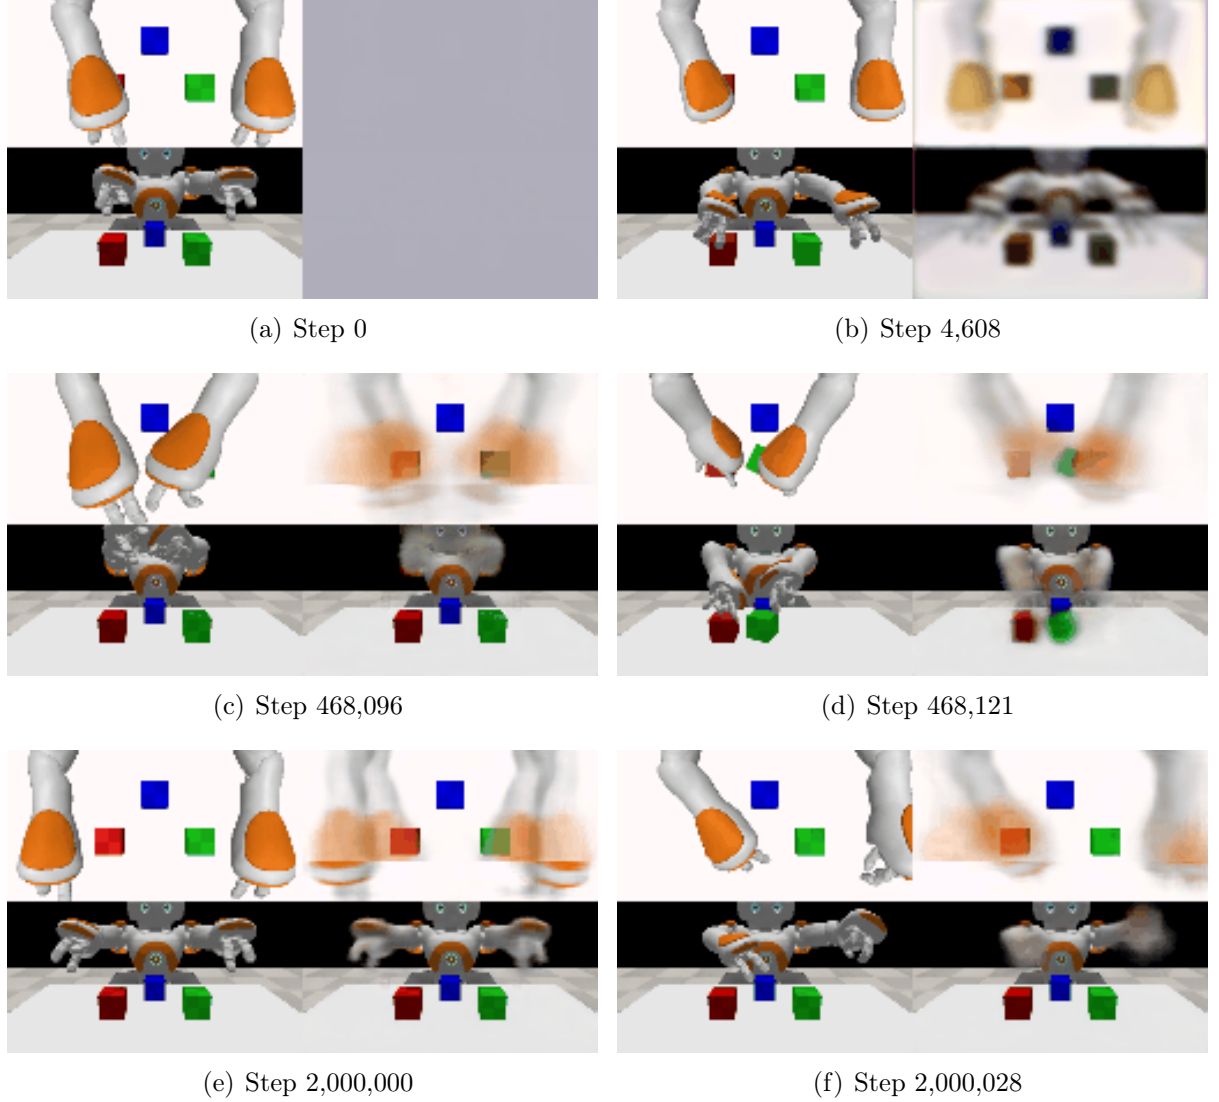 (a) Step 0
(b) Step 4,608
(c) Step 468,096
(d) Step 468,121
(e) Step 2,000,000
(f) Step 2,000,028